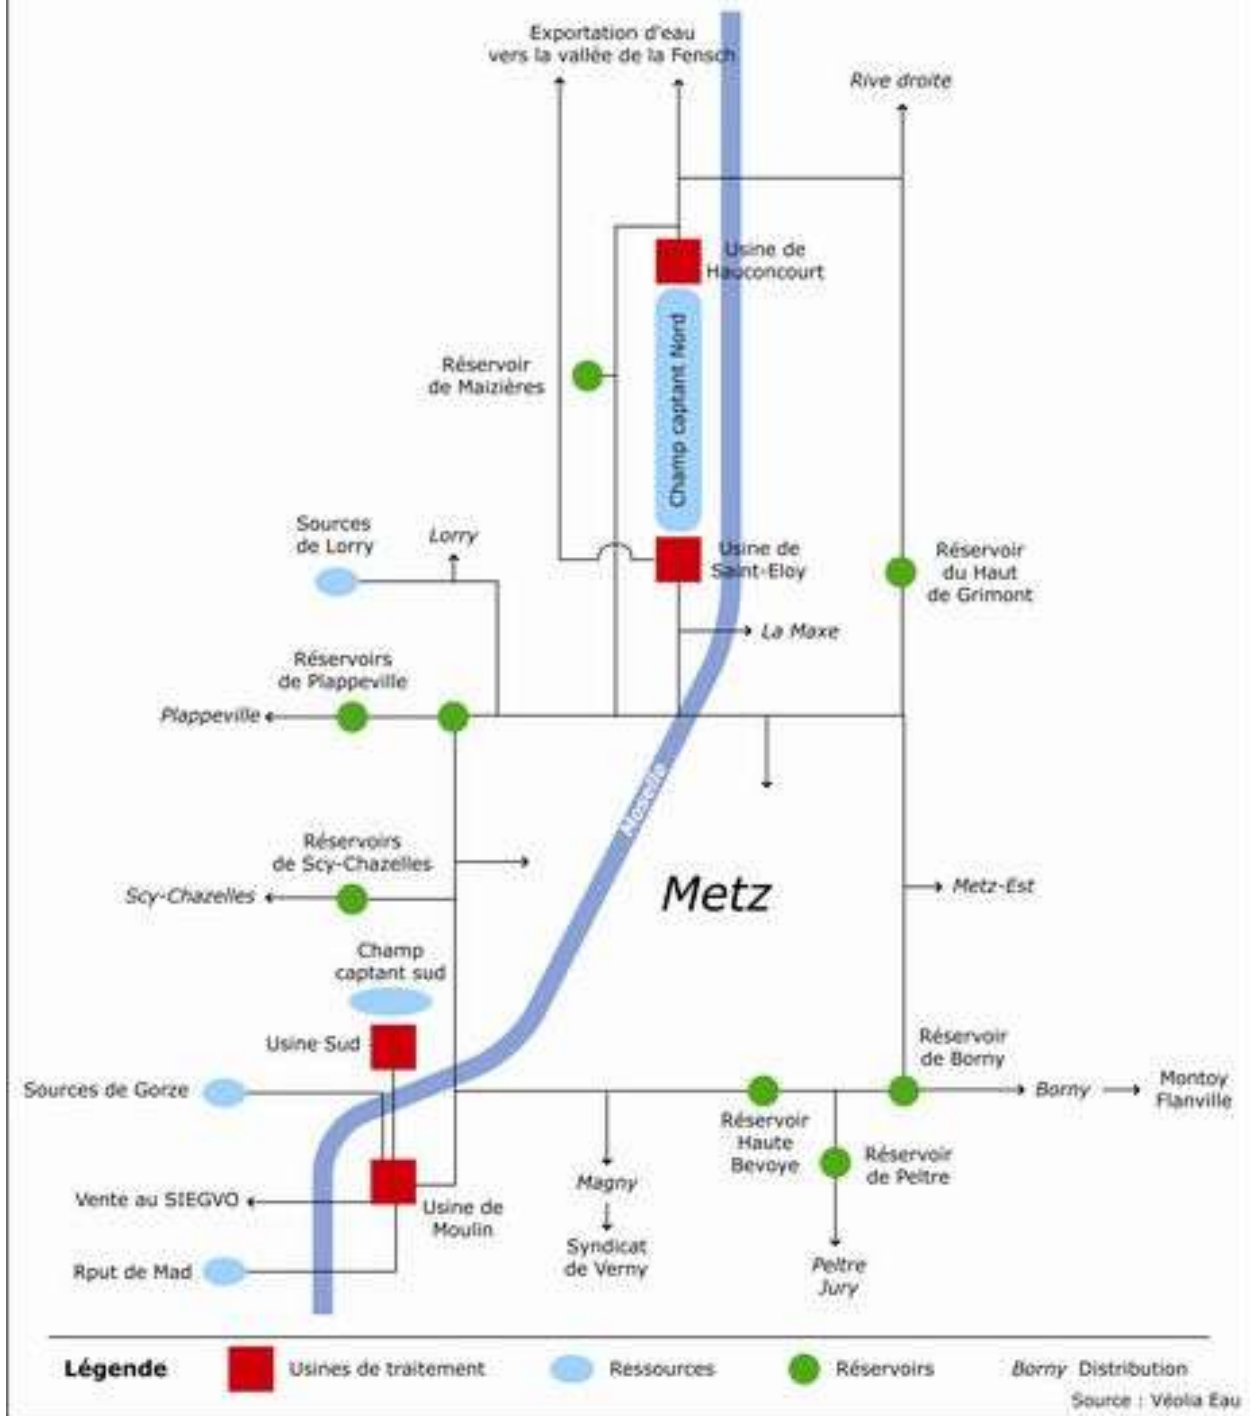 Exportation d'eau
vers la vallée de la Fensch
Rive droite
Usine de
Hauconcourt
Champ captant Nord
Réservoir
de Maizières
Sources
de Lorry
Lorry
Usine de
Saint-Eloy
Réservoir
du Haut
de Grimont
La Maxe
Réservoirs
de Plappeville
Plappeville
Moselle
Réservoirs
de Scy-Chazelles
Scy-Chazelles
Metz
Metz-Est
Champ
captant sud
Usine Sud
Réservoir
de Borny
Sources de Gorze
Borny
Montoy
Flanville
Réservoir
Haute
Bevoye
Réservoir
de Peltre
Magny
Vente au SIEGVO
Usine de
Moulin
Syndicat
de Verny
Rput de Mad
Peltre
Jury
Légende
Usines de traitement
Ressources
Réservoirs
Borny Distribution
Source : Véolia Eau